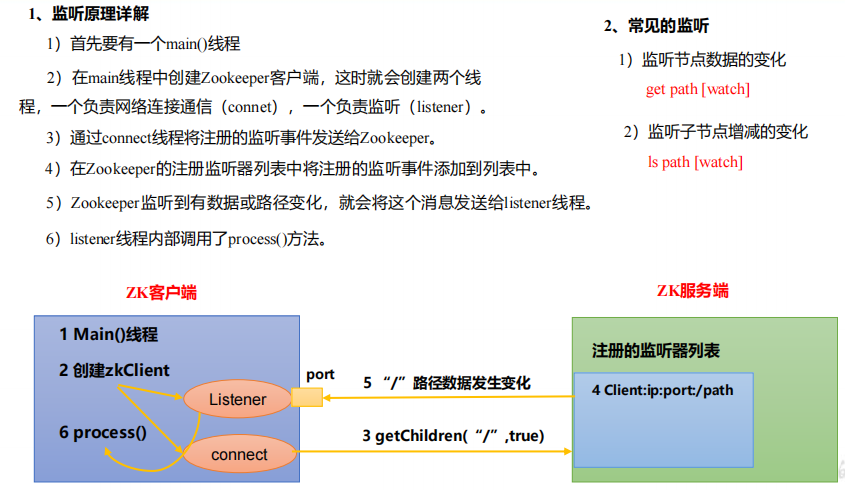 1、监听原理详解
1）首先要有一个main()线程
2）在main线程中创建Zookeeper客户端，这时就会创建两个线
程，一个负责网络连接通信（connet），一个负责监听（listener）。
3）通过connect线程将注册的监听事件发送给Zookeeper。
4）在Zookeeper的注册监听器列表中将注册的监听事件添加到列表中。
5）Zookeeper监听到有数据或路径变化，就会将这个消息发送给listener线程。
6）listener线程内部调用了process()方法。
2、常见的监听
1）监听节点数据的变化
get path [watch]
2）监听子节点增减的变化
ls path [watch]
ZK客户端
1 Main()线程
2 创建zkClient
Listener
6 process()
connect
port
5 “/”路径数据发生变化
3 getChildren(“/”,true)
ZK服务端
注册的监听器列表
4 Client:ip:port:/path